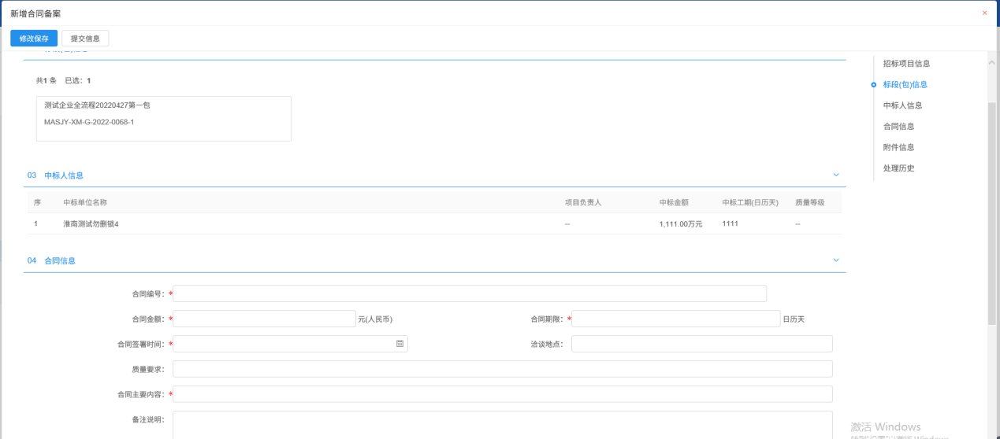 新增合同备案
×
修改保存 提交信息
共1 条 已选：1
测试企业全流程20220427第一包
MASJY-XM-G-2022-0068-1
03 中标人信息
序 中标单位名称 项目负责人 中标金额 中标工期(日历天) 质量等级
1 淮南测试勿删锁4 -- 1,111.00万元 1111 --
04 合同信息
合同编号：*
合同金额：* 元(人民币) 合同期限：* 日历天
合同签署时间：* 洽谈地点：
质量要求：
合同主要内容：*
备注说明：
招标项目信息
标段(包)信息
中标人信息
合同信息
附件信息
处理历史
激活 Windows